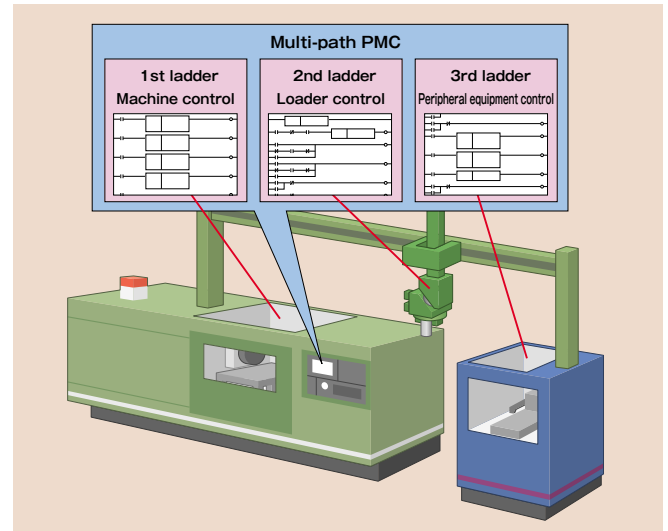 Multi-path PMC
1st ladder
Machine control
2nd ladder
Loader control
3rd ladder
Peripheral equipment control